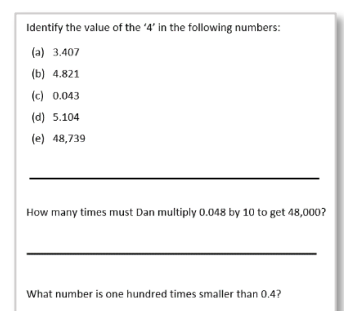 Identify the value of the ‘4’ in the following numbers:
(a) 3.407
(b) 4.821
(c) 0.043
(d) 5.104
(e) 48,739
How many times must Dan multiply 0.048 by 10 to get 48,000?
What number is one hundred times smaller than 0.4?